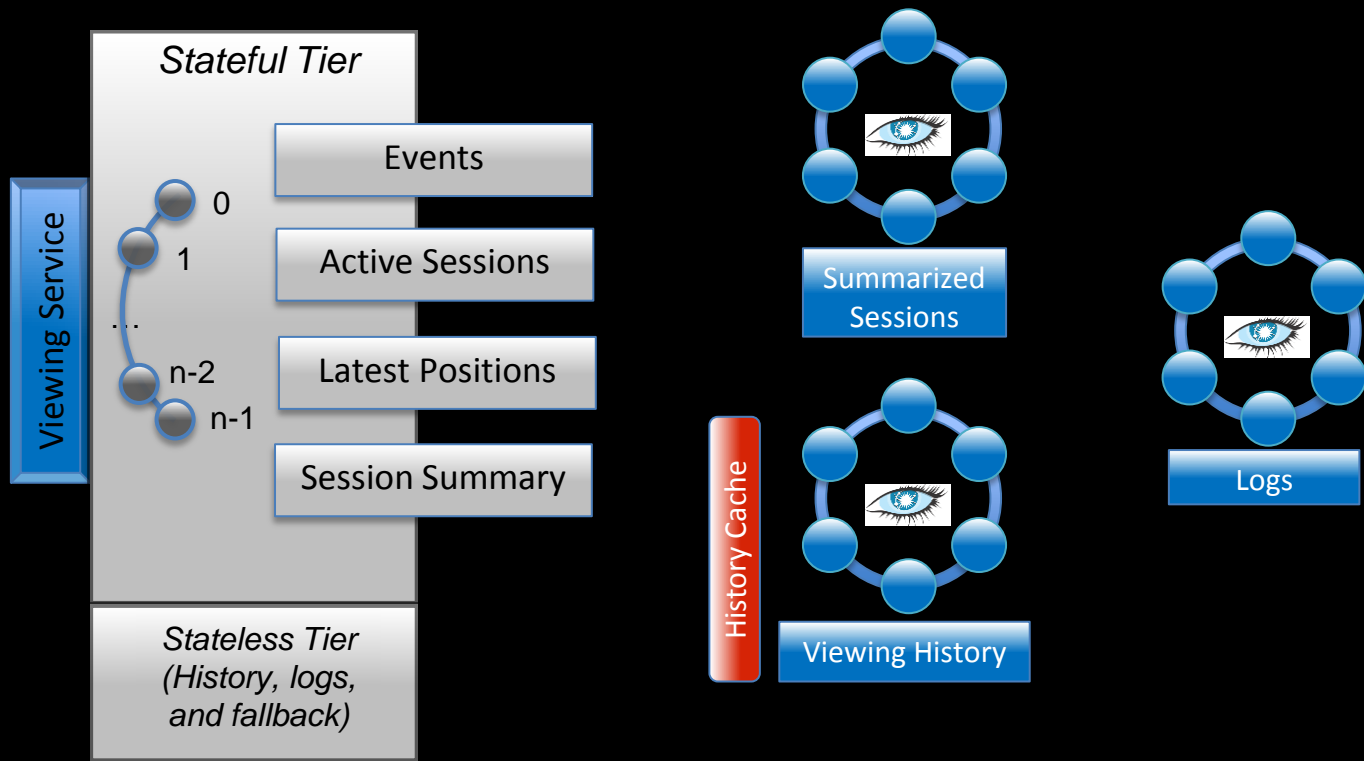 Stateful Tier
Viewing Service
0
1
...
n-2
n-1
Events
Active Sessions
Latest Positions
Session Summary
Stateless Tier
(History, logs,
and fallback)
Summarized
Sessions
History Cache
Viewing History
Logs